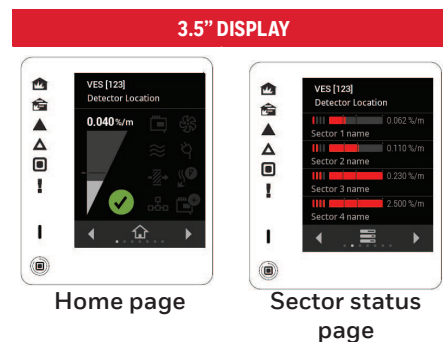 3.5” DISPLAY
VES [123]
Detector Location
0.040 %/m
Home page
VES [123]
Detector Location
0.062 %/m
Sector 1 name
0.110 %/m
Sector 2 name
0.230 %/m
Sector 3 name
2.500 %/m
Sector 4 name
Sector status
page